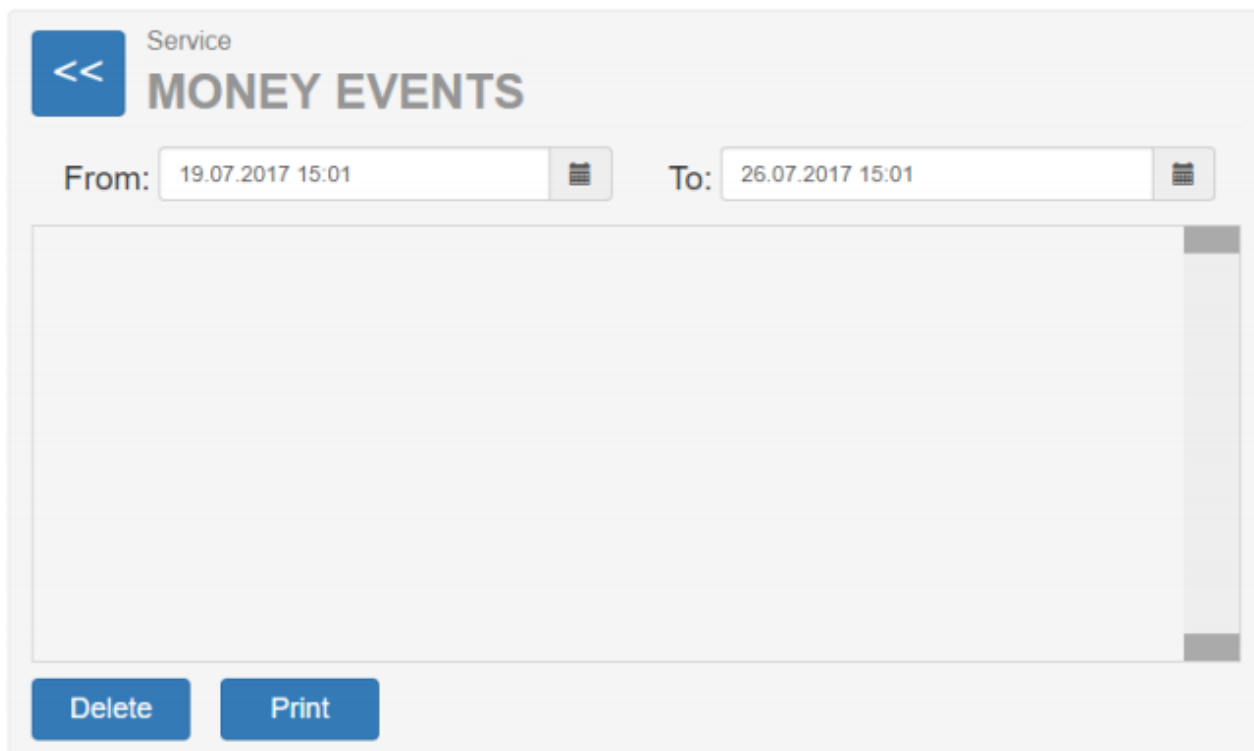 <<
Service
MONEY EVENTS
From: 19.07.2017 15:01 To: 26.07.2017 15:01
Delete Print